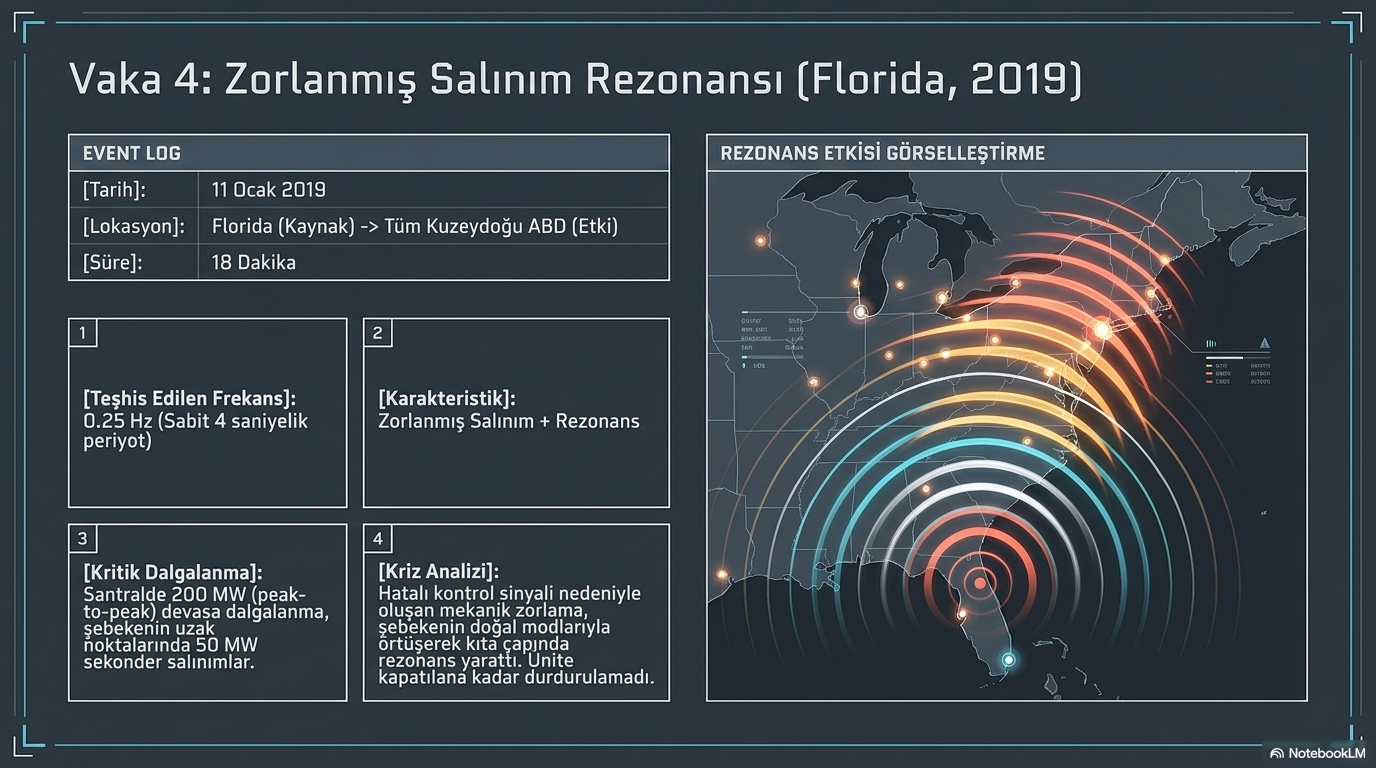 Vaka 4: Zorlanmış Salınım Rezonansı (Florida, 2019)
EVENT LOG
[Tarih]: 11 Ocak 2019
[Lokasyon]: Florida (Kaynak) -> Tüm Kuzeydoğu ABD (Etki)
[Süre]: 18 Dakika
1
[Teşhis Edilen Frekans]:
0.25 Hz (Sabit 4 saniyelik
periyot)
2
[Karakteristik]:
Zorlanmış Salınım + Rezonans
3
[Kritik Dalgalanma]:
Santralde 200 MW (peak-
to-peak) devasa dalgalanma,
şebekenin uzak
noktalarında 50 MW
sekonder salınımlar.
4
[Kriz Analizi]:
Hatalı kontrol sinyali nedeniyle
oluşan mekanik zorlama,
şebekenin doğal modlarıyla
örtüşerek kıta çapında
rezonans yarattı. Ünite
kapatılana kadar durdurulamadı.
REZONANS ETKİSİ GÖRSELLEŞTİRME
NotebookLM